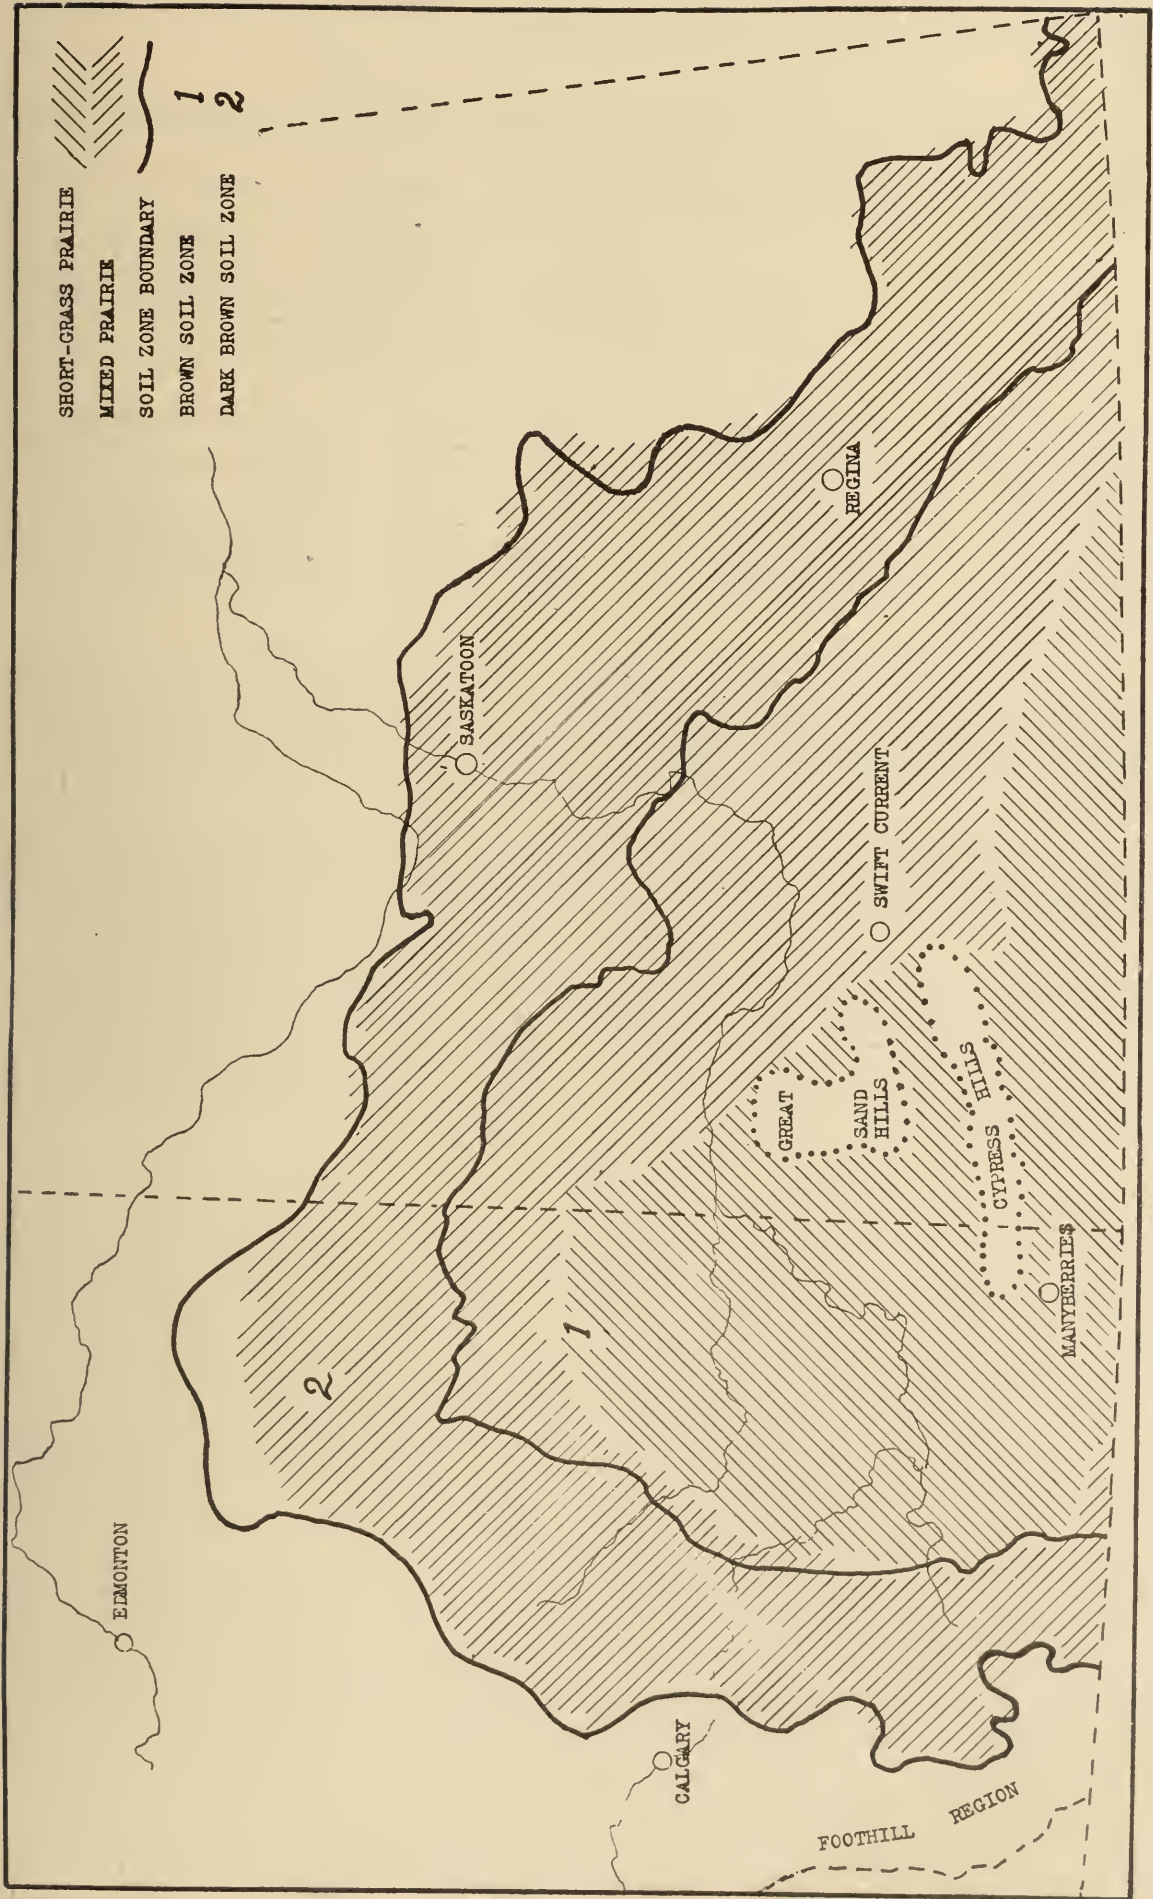 SHORT-GRASS PRAIRIE
MIXED PRAIRIE
SOIL ZONE BOUNDARY
BROWN SOIL ZONE 1
DARK BROWN SOIL ZONE 2
EDMONTON
2
SASKATOON
1
CALGARY
GREAT
SAND
HILLS
SWIFT CURRENT
REGINA
CYPRESS HILLS
MANYBERRIES
FOOTHILL REGION